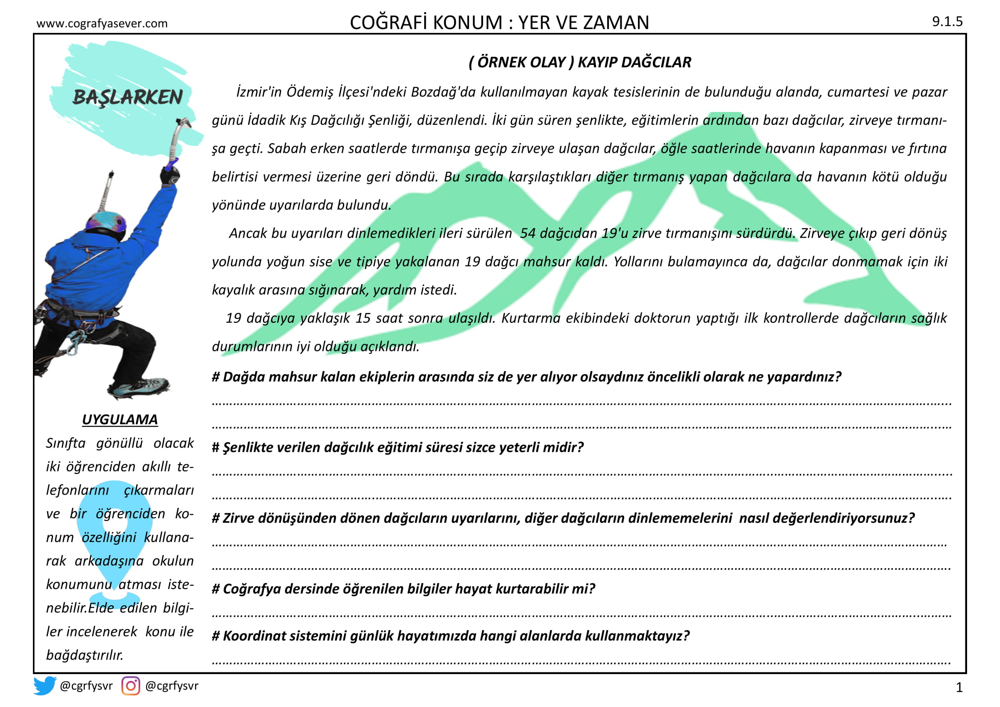 www.cografyasever.com
COĞRAFİ KONUM : YER VE ZAMAN
9.1.5
BAŞLARKEN
( ÖRNEK OLAY ) KAYIP DAĞCILAR
İzmir'in Ödemiş İlçesi'ndeki Bozdağ'da kullanılmayan kayak tesislerinin de bulunduğu alanda, cumartesi ve pazar
günü İdadik Kış Dağcılığı Şenliği, düzenlendi. İki gün süren şenlikte, eğitimlerin ardından bazı dağcılar, zirveye tırmanı-
şa geçti. Sabah erken saatlerde tırmanışa geçip zirveye ulaşan dağcılar, öğle saatlerinde havanın kapanması ve fırtına
belirtisi vermesi üzerine geri döndü. Bu sırada karşılaştıkları diğer tırmanış yapan dağcılara da havanın kötü olduğu
yönünde uyarılarda bulundu.
Ancak bu uyarıları dinlemedikleri ileri sürülen 54 dağcıdan 19'u zirve tırmanışını sürdürdü. Zirveye çıkıp geri dönüş
yolunda yoğun sise ve tipiye yakalanan 19 dağcı mahsur kaldı. Yollarını bulamayınca da, dağcılar donmamak için iki
kayalık arasına sığınarak, yardım istedi.
19 dağcıya yaklaşık 15 saat sonra ulaşıldı. Kurtarma ekibindeki doktorun yaptığı ilk kontrollerde dağcıların sağlık
durumlarının iyi olduğu açıklandı.
# Dağda mahsur kalan ekiplerin arasında siz de yer alıyor olsaydınız öncelikli olarak ne yapardınız?
# Şenlikte verilen dağcılık eğitimi süresi sizce yeterli midir?
# Zirve dönüşünden dönen dağcıların uyarılarını, diğer dağcıların dinlememelerini nasıl değerlendiriyorsunuz?
# Coğrafya dersinde öğrenilen bilgiler hayat kurtarabilir mi?
# Koordinat sistemini günlük hayatımızda hangi alanlarda kullanmaktayız?
UYGULAMA
Sınıfta gönüllü olacak
iki öğrenciden akıllı te-
lefonlarını çıkarmaları
ve bir öğrenciden ko-
num özelliğini kullana-
rak arkadaşına okulun
konumunu atması iste-
nebilir.Elde edilen bilgi-
ler incelenerek konu ile
bağdaştırılır.
@cgrfysvr
@cgrfysvr
1